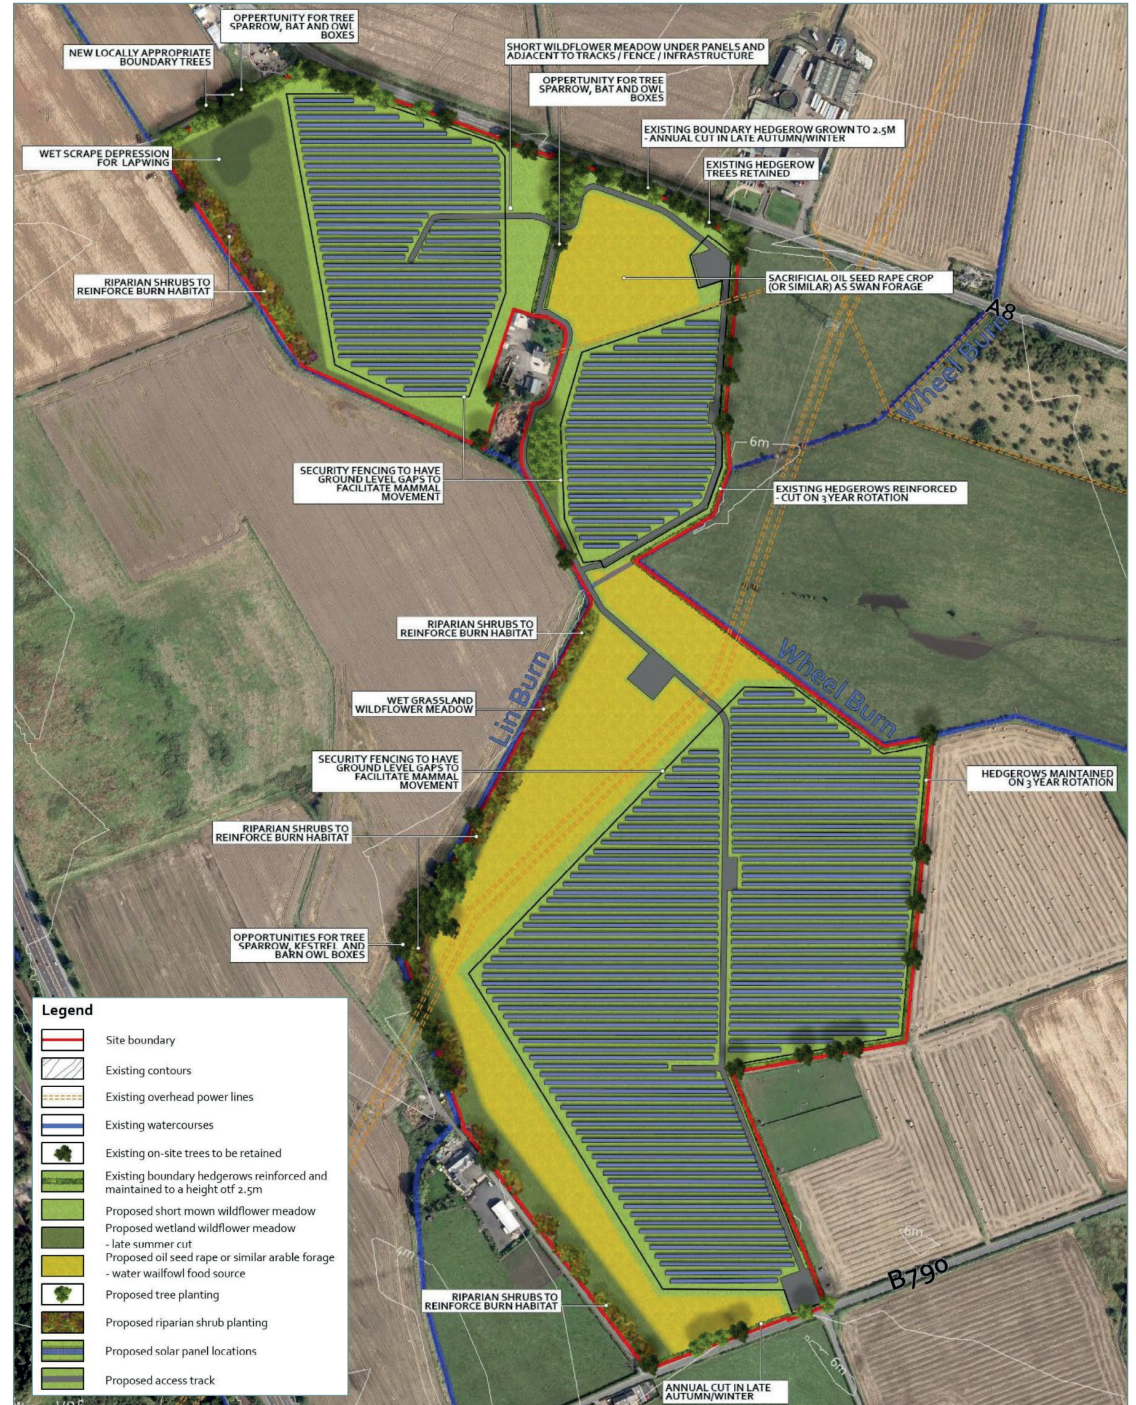 OPPERTUNITY FOR TREE
SPARROW, BAT AND OWL
BOXES
NEW LOCALLY APPROPRIATE
BOUNDARY TREES
SHORT WILDFLOWER MEADOW UNDER PANELS AND
ADJACENT TO TRACKS / FENCE / INFRASTRUCTURE
OPPERTUNITY FOR TREE
SPARROW, BAT AND OWL
BOXES
EXISTING BOUNDARY HEDGEROW GROWN TO 2.5M
- ANNUAL CUT IN LATE AUTUMN/WINTER
WET SCRAPE DEPRESSION
FOR LAPWING
EXISTING HEDGEROW
TREES RETAINED
RIPARIAN SHRUBS TO
REINFORCE BURN HABITAT
SACRIFICIAL OIL SEED RAPE CROP
(OR SIMILAR) AS SWAN FORAGE
A8
Wheel Burn
6m
SECURITY FENCING TO HAVE
GROUND LEVEL GAPS TO
FACILITATE MAMMAL
MOVEMENT
EXISTING HEDGEROWS REINFORCED
- CUT ON 3 YEAR ROTATION
RIPARIAN SHRUBS TO
REINFORCE BURN HABITAT
Wheel Burn
Lin Burn
WET GRASSLAND
WILDFLOWER MEADOW
SECURITY FENCING TO HAVE
GROUND LEVEL GAPS TO
FACILITATE MAMMAL
MOVEMENT
HEDGEROWS MAINTAINED
ON 3 YEAR ROTATION
RIPARIAN SHRUBS TO
REINFORCE BURN HABITAT
OPPORTUNITIES FOR TREE
SPARROW, KESTREL AND
BARN OWL BOXES
Legend
Site boundary
Existing contours
Existing overhead power lines
Existing watercourses
Existing on-site trees to be retained
Existing boundary hedgerows reinforced and
maintained to a height otf 2.5m
Proposed short mown wildflower meadow
Proposed wetland wildflower meadow
- late summer cut
Proposed oil seed rape or similar arable forage
- water wailfowl food source
Proposed tree planting
Proposed riparian shrub planting
Proposed solar panel locations
Proposed access track
4m
6m
B790
RIPARIAN SHRUBS TO
REINFORCE BURN HABITAT
6m
ANNUAL CUT IN LATE
AUTUMN/WINTER